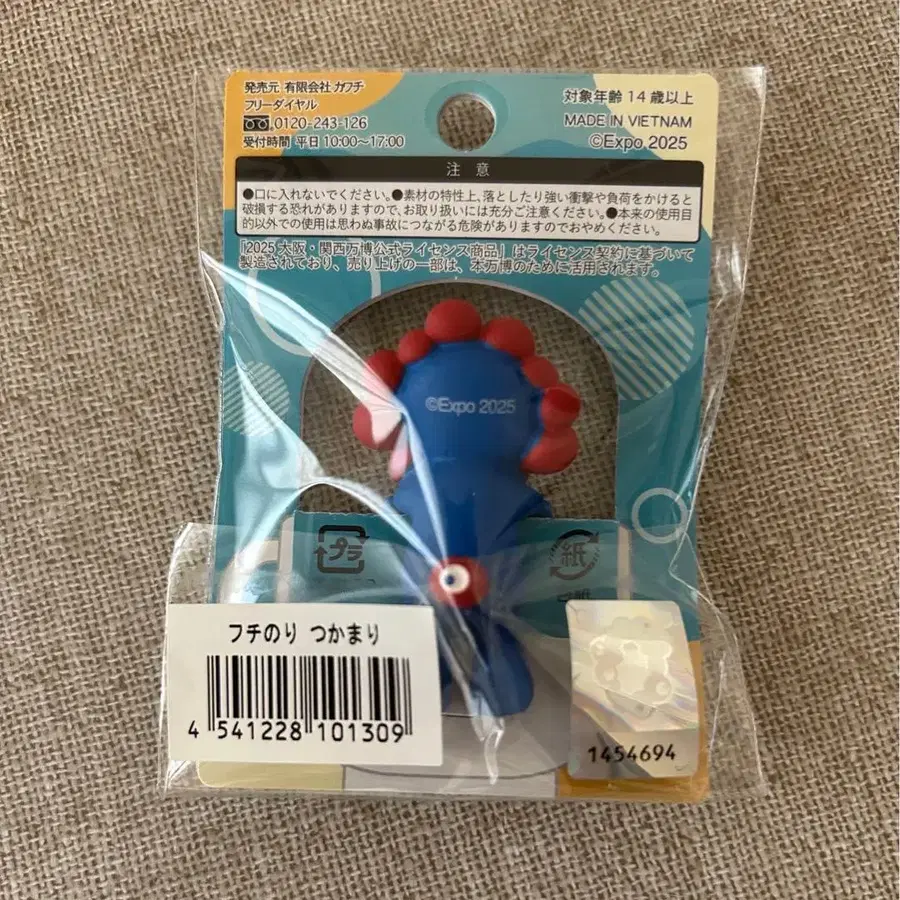 発売元 有限会社 カワチ
フリーダイヤル
0120-243-126
受付時間 平日 10:00～17:00
対象年齢 14 歳以上
MADE IN VIETNAM
©Expo 2025
注 意
●口に入れないでください。●素材の特性上、落としたり強い衝撃や負荷をかけると
破損する恐れがありますので、お取り扱いには充分ご注意ください。●本来の使用目
的以外での使用は思わぬ事故につながる危険がありますのでおやめください。
「2025 大阪・関西万博公式ライセンス商品」はライセンス契約に基づいて
製造されており、売り上げの一部は、本万博のために活用されます。
©Expo 2025
プラ
紙
フチのり つかまり
4 541228 101309
1454694